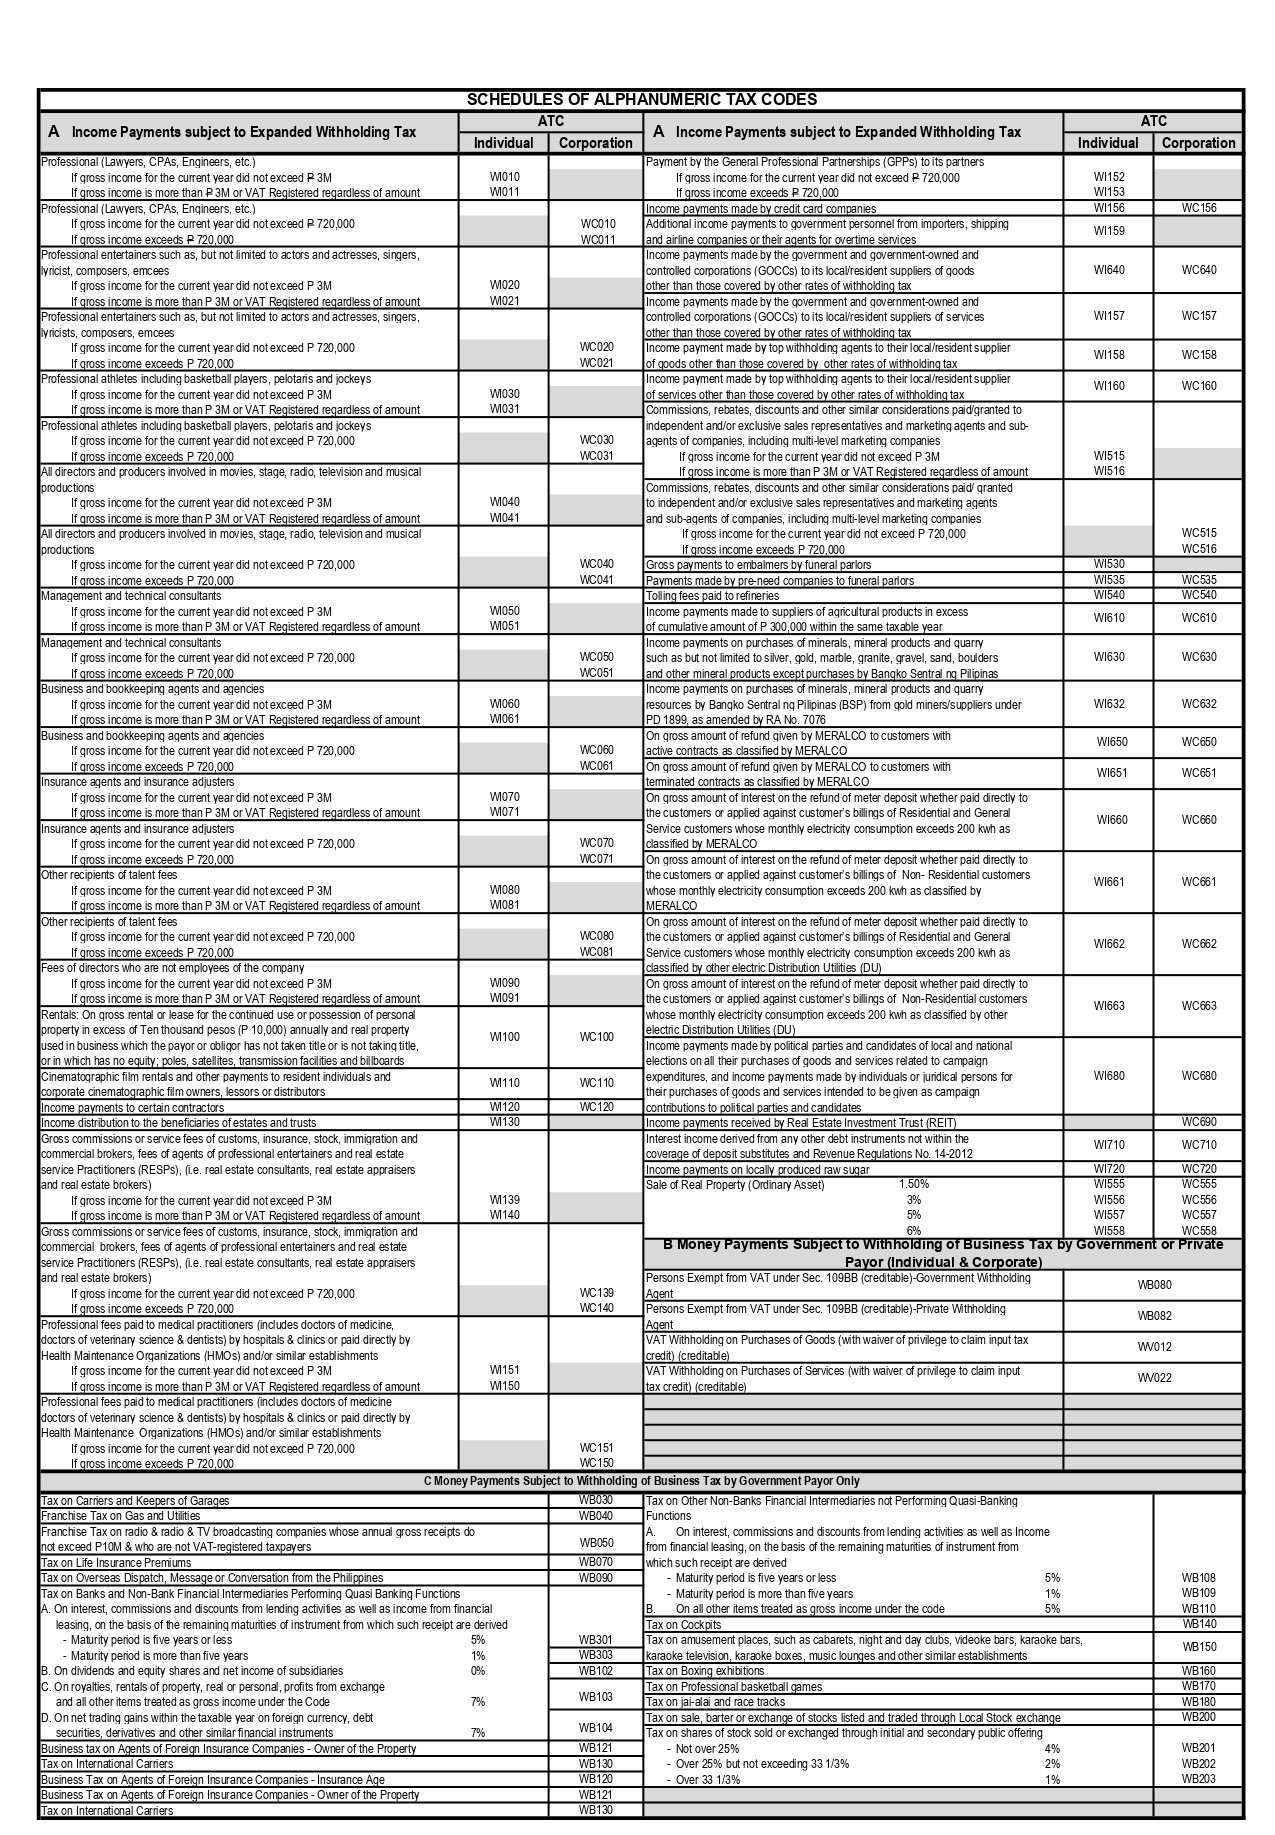 SCHEDULES OF ALPHANUMERIC TAX CODES
A Income Payments subject to Expanded Withholding Tax
ATC
Individual Corporation
Professional (Lawyers, CPAs, Engineers, etc.)
If gross income for the current year did not exceed ₱ 3M WI010
If gross income is more than ₱ 3M or VAT Registered regardless of amount WI011
Professional (Lawyers, CPAs, Engineers, etc.)
If gross income for the current year did not exceed ₱ 720,000 WC010
If gross income exceeds ₱ 720,000 WC011
Professional entertainers such as, but not limited to actors and actresses, singers,
lyricist, composers, emcees
If gross income for the current year did not exceed P 3M WI020
If gross income is more than P 3M or VAT Registered regardless of amount WI021
Professional entertainers such as, but not limited to actors and actresses, singers,
lyricists, composers, emcees
If gross income for the current year did not exceed P 720,000 WC020
If gross income exceeds P 720,000 WC021
Professional athletes including basketball players, pelotaris and jockeys
If gross income for the current year did not exceed P 3M WI030
If gross income is more than P 3M or VAT Registered regardless of amount WI031
Professional athletes including basketball players, pelotaris and jockeys
If gross income for the current year did not exceed P 720,000 WC030
If gross income exceeds P 720,000 WC031
All directors and producers involved in movies, stage, radio, television and musical
productions
If gross income for the current year did not exceed P 3M WI040
If gross income is more than P 3M or VAT Registered regardless of amount WI041
All directors and producers involved in movies, stage, radio, television and musical
productions
If gross income for the current year did not exceed P 720,000 WC040
If gross income exceeds P 720,000 WC041
Management and technical consultants
If gross income for the current year did not exceed P 3M WI050
If gross income is more than P 3M or VAT Registered regardless of amount WI051
Management and technical consultants
If gross income for the current year did not exceed P 720,000 WC050
If gross income exceeds P 720,000 WC051
Business and bookkeeping agents and agencies
If gross income for the current year did not exceed P 3M WI060
If gross income is more than P 3M or VAT Registered regardless of amount WI061
Business and bookkeeping agents and agencies
If gross income for the current year did not exceed P 720,000 WC060
If gross income exceeds P 720,000 WC061
Insurance agents and insurance adjusters
If gross income for the current year did not exceed P 3M WI070
If gross income is more than P 3M or VAT Registered regardless of amount WI071
Insurance agents and insurance adjusters
If gross income for the current year did not exceed P 720,000 WC070
If gross income exceeds P 720,000 WC071
Other recipients of talent fees
If gross income for the current year did not exceed P 3M WI080
If gross income is more than P 3M or VAT Registered regardless of amount WI081
Other recipients of talent fees
If gross income for the current year did not exceed P 720,000 WC080
If gross income exceeds P 720,000 WC081
Fees of directors who are not employees of the company
If gross income for the current year did not exceed P 3M WI090
If gross income is more than P 3M or VAT Registered regardless of amount WI091
Rentals: On gross rental or lease for the continued use or possession of personal
property in excess of Ten thousand pesos (P 10,000) annually and real property
used in business which the payor or obligor has not taken title or is not taking title,
or in which has no equity; poles, satellites, transmission facilities and billboards
WI100 WC100
Cinematographic film rentals and other payments to resident individuals and
corporate cinematographic film owners, lessors or distributors
WI110 WC110
Income payments to certain contractors WI120 WC120
Income distribution to the beneficiaries of estates and trusts WI130
Gross commissions or service fees of customs, insurance, stock, immigration and
commercial brokers, fees of agents of professional entertainers and real estate
service Practitioners (RESPs), (i.e. real estate consultants, real estate appraisers
and real estate brokers)
If gross income for the current year did not exceed P 3M WI139
If gross income is more than P 3M or VAT Registered regardless of amount WI140
Gross commissions or service fees of customs, insurance, stock, immigration and
commercial brokers, fees of agents of professional entertainers and real estate
service Practitioners (RESPs), (i.e. real estate consultants, real estate appraisers
and real estate brokers)
If gross income for the current year did not exceed P 720,000 WC139
If gross income exceeds P 720,000 WC140
Professional fees paid to medical practitioners (includes doctors of medicine,
doctors of veterinary science & dentists) by hospitals & clinics or paid directly by
Health Maintenance Organizations (HMOs) and/or similar establishments
If gross income for the current year did not exceed P 3M WI151
If gross income is more than P 3M or VAT Registered regardless of amount WI150
Professional fees paid to medical practitioners (includes doctors of medicine
doctors of veterinary science & dentists) by hospitals & clinics or paid directly by
Health Maintenance Organizations (HMOs) and/or similar establishments
If gross income for the current year did not exceed P 720,000 WC151
If gross income exceeds P 720,000 WC150
A Income Payments subject to Expanded Withholding Tax
ATC
Individual Corporation
Payment by the General Professional Partnerships (GPPs) to its partners
If gross income for the current year did not exceed ₱ 720,000 WI152
If gross income exceeds ₱ 720,000 WI153
Income payments made by credit card companies WI156 WC156
Additional income payments to government personnel from importers, shipping
and airline companies or their agents for overtime services
WI159
Income payments made by the government and government-owned and
controlled corporations (GOCCs) to its local/resident suppliers of goods
other than those covered by other rates of withholding tax
WI640 WC640
Income payments made by the government and government-owned and
controlled corporations (GOCCs) to its local/resident suppliers of services
other than those covered by other rates of withholding tax
WI157 WC157
Income payment made by top withholding agents to their local/resident supplier
of goods other than those covered by other rates of withholding tax
WI158 WC158
Income payment made by top withholding agents to their local/resident supplier
of services other than those covered by other rates of withholding tax
WI160 WC160
Commissions, rebates, discounts and other similar considerations paid/granted to
independent and/or exclusive sales representatives and marketing agents and sub-
agents of companies, including multi-level marketing companies
If gross income for the current year did not exceed P 3M WI515
If gross income is more than P 3M or VAT Registered regardless of amount WI516
Commissions, rebates, discounts and other similar considerations paid/ granted
to independent and/or exclusive sales representatives and marketing agents
and sub-agents of companies, including multi-level marketing companies
If gross income for the current year did not exceed P 720,000 WC515
If gross income exceeds P 720,000 WC516
Gross payments to embalmers by funeral parlors WI530
Payments made by pre-need companies to funeral parlors WI535 WC535
Tolling fees paid to refineries WI540 WC540
Income payments made to suppliers of agricultural products in excess
of cumulative amount of P 300,000 within the same taxable year
WI610 WC610
Income payments on purchases of minerals, mineral products and quarry
such as but not limited to silver, gold, marble, granite, gravel, sand, boulders
and other mineral products except purchases by Bangko Sentral ng Pilipinas
WI630 WC630
Income payments on purchases of minerals, mineral products and quarry
resources by Bangko Sentral ng Pilipinas (BSP) from gold miners/suppliers under
PD 1899, as amended by RA No. 7076
WI632 WC632
On gross amount of refund given by MERALCO to customers with
active contracts as classified by MERALCO
WI650 WC650
On gross amount of refund given by MERALCO to customers with
terminated contracts as classified by MERALCO
WI651 WC651
On gross amount of interest on the refund of meter deposit whether paid directly to
the customers or applied against customer's billings of Residential and General
Service customers whose monthly electricity consumption exceeds 200 kwh as
classified by MERALCO
WI660 WC660
On gross amount of interest on the refund of meter deposit whether paid directly to
the customers or applied against customer's billings of Non- Residential customers
whose monthly electricity consumption exceeds 200 kwh as classified by
MERALCO
WI661 WC661
On gross amount of interest on the refund of meter deposit whether paid directly to
the customers or applied against customer's billings of Residential and General
Service customers whose monthly electricity consumption exceeds 200 kwh as
classified by other electric Distribution Utilities (DU)
WI662 WC662
On gross amount of interest on the refund of meter deposit whether paid directly to
the customers or applied against customer's billings of Non-Residential customers
whose monthly electricity consumption exceeds 200 kwh as classified by other
electric Distribution Utilities (DU)
WI663 WC663
Income payments made by political parties and candidates of local and national
elections on all their purchases of goods and services related to campaign
expenditures, and income payments made by individuals or juridical persons for
their purchases of goods and services intended to be given as campaign
contributions to political parties and candidates
WI680 WC680
Income payments received by Real Estate Investment Trust (REIT) WC690
Interest income derived from any other debt instruments not within the
coverage of deposit substitutes and Revenue Regulations No. 14-2012
WI710 WC710
Income payments on locally produced raw sugar WI720 WC720
Sale of Real Property (Ordinary Asset) 1.50% WI555 WC555
3% WI556 WC556
5% WI557 WC557
6% WI558 WC558
B Money Payments Subject to Withholding of Business Tax by Government or Private
Payor (Individual & Corporate)
Persons Exempt from VAT under Sec. 109BB (creditable)-Government Withholding
Agent
WB080
Persons Exempt from VAT under Sec. 109BB (creditable)-Private Withholding
Agent
WB082
VAT Withholding on Purchases of Goods (with waiver of privilege to claim input tax
credit) (creditable)
WV012
VAT Withholding on Purchases of Services (with waiver of privilege to claim input
tax credit) (creditable)
WV022
C Money Payments Subject to Withholding of Business Tax by Government Payor Only
Tax on Carriers and Keepers of Garages WB030
Franchise Tax on Gas and Utilities WB040
Franchise Tax on radio & radio & TV broadcasting companies whose annual gross receipts do
not exceed P10M & who are not VAT-registered taxpayers
WB050
Tax on Life Insurance Premiums WB070
Tax on Overseas Dispatch, Message or Conversation from the Philippines WB090
Tax on Banks and Non-Bank Financial Intermediaries Performing Quasi Banking Functions
A. On interest, commissions and discounts from lending activities as well as income from financial
leasing, on the basis of the remaining maturities of instrument from which such receipt are derived
- Maturity period is five years or less 5% WB301
- Maturity period is more than five years 1% WB303
B. On dividends and equity shares and net income of subsidiaries 0% WB102
C. On royalties, rentals of property, real or personal, profits from exchange
and all other items treated as gross income under the Code 7%
WB103
D. On net trading gains within the taxable year on foreign currency, debt
securities, derivatives and other similar financial instruments 7%
WB104
Business tax on Agents of Foreign Insurance Companies - Owner of the Property WB121
Tax on International Carriers WB130
Business Tax on Agents of Foreign Insurance Companies - Insurance Age WB120
Business Tax on Agents of Foreign Insurance Companies - Owner of the Property WB121
Tax on International Carriers WB130
Tax on Other Non-Banks Financial Intermediaries not Performing Quasi-Banking
Functions
A. On interest, commissions and discounts from lending activities as well as Income
from financial leasing, on the basis of the remaining maturities of instrument from
which such receipt are derived
- Maturity period is five years or less 5% WB108
- Maturity period is more than five years 1% WB109
B. On all other items treated as gross income under the code 5% WB110
Tax on Cockpits WB140
Tax on amusement places, such as cabarets, night and day clubs, videoke bars, karaoke bars,
karaoke television, karaoke boxes, music lounges and other similar establishments
WB150
Tax on Boxing exhibitions WB160
Tax on Professional basketball games WB170
Tax on jai-alai and race tracks WB180
Tax on sale, barter or exchange of stocks listed and traded through Local Stock exchange WB200
Tax on shares of stock sold or exchanged through initial and secondary public offering
- Not over 25% 4% WB201
- Over 25% but not exceeding 33 1/3% 2% WB202
- Over 33 1/3% 1% WB203